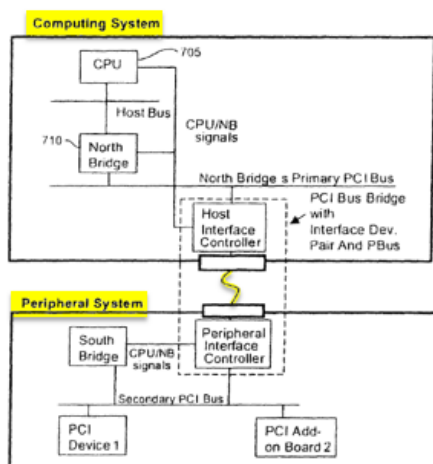 Computing System
705
CPU
Host Bus
CPU/NB
signals
710
North
Bridge
North Bridge s Primary PCI Bus
PCI Bus Bridge
with
Interface Dev.
Pair And PBus
Host
Interface
Controller
Peripheral System
South
Bridge
CPU/NB
signals
Peripheral
Interface
Controller
Secondary PCI Bus
PCI
Device 1
PCI Add-
on Board 2